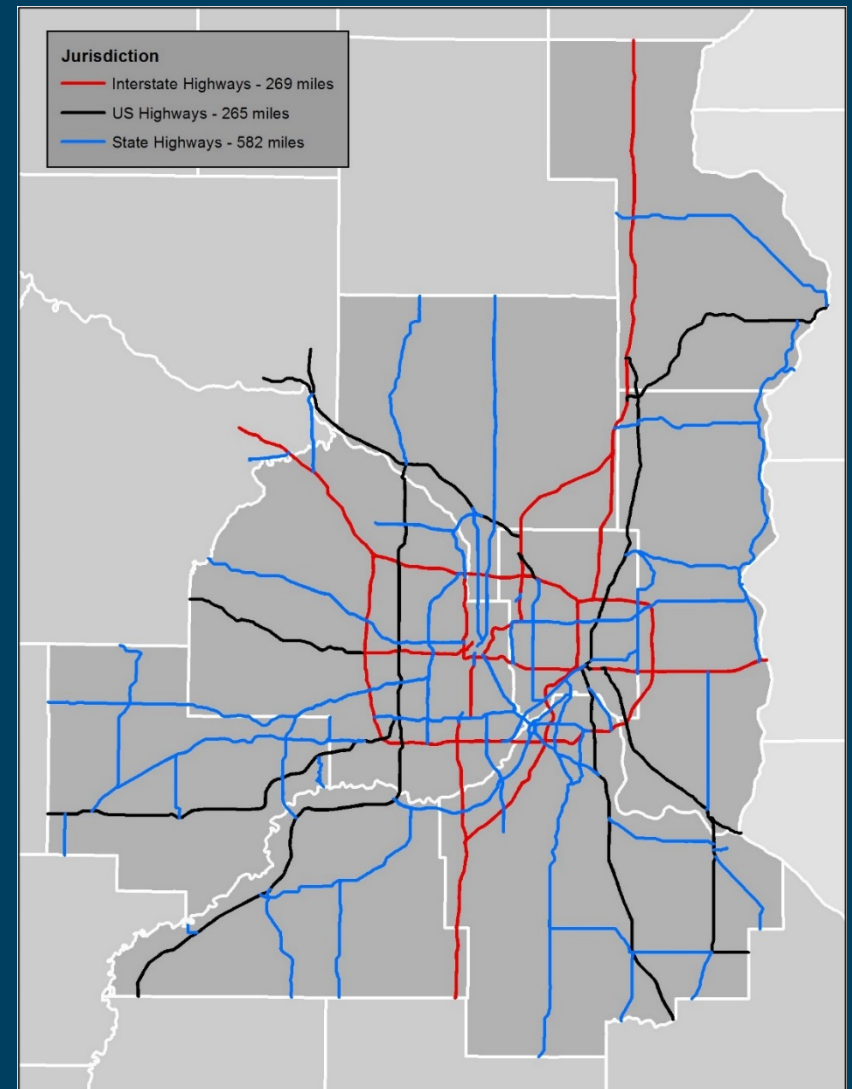 Jurisdiction
Interstate Highways - 269 miles
US Highways - 265 miles
State Highways - 582 miles